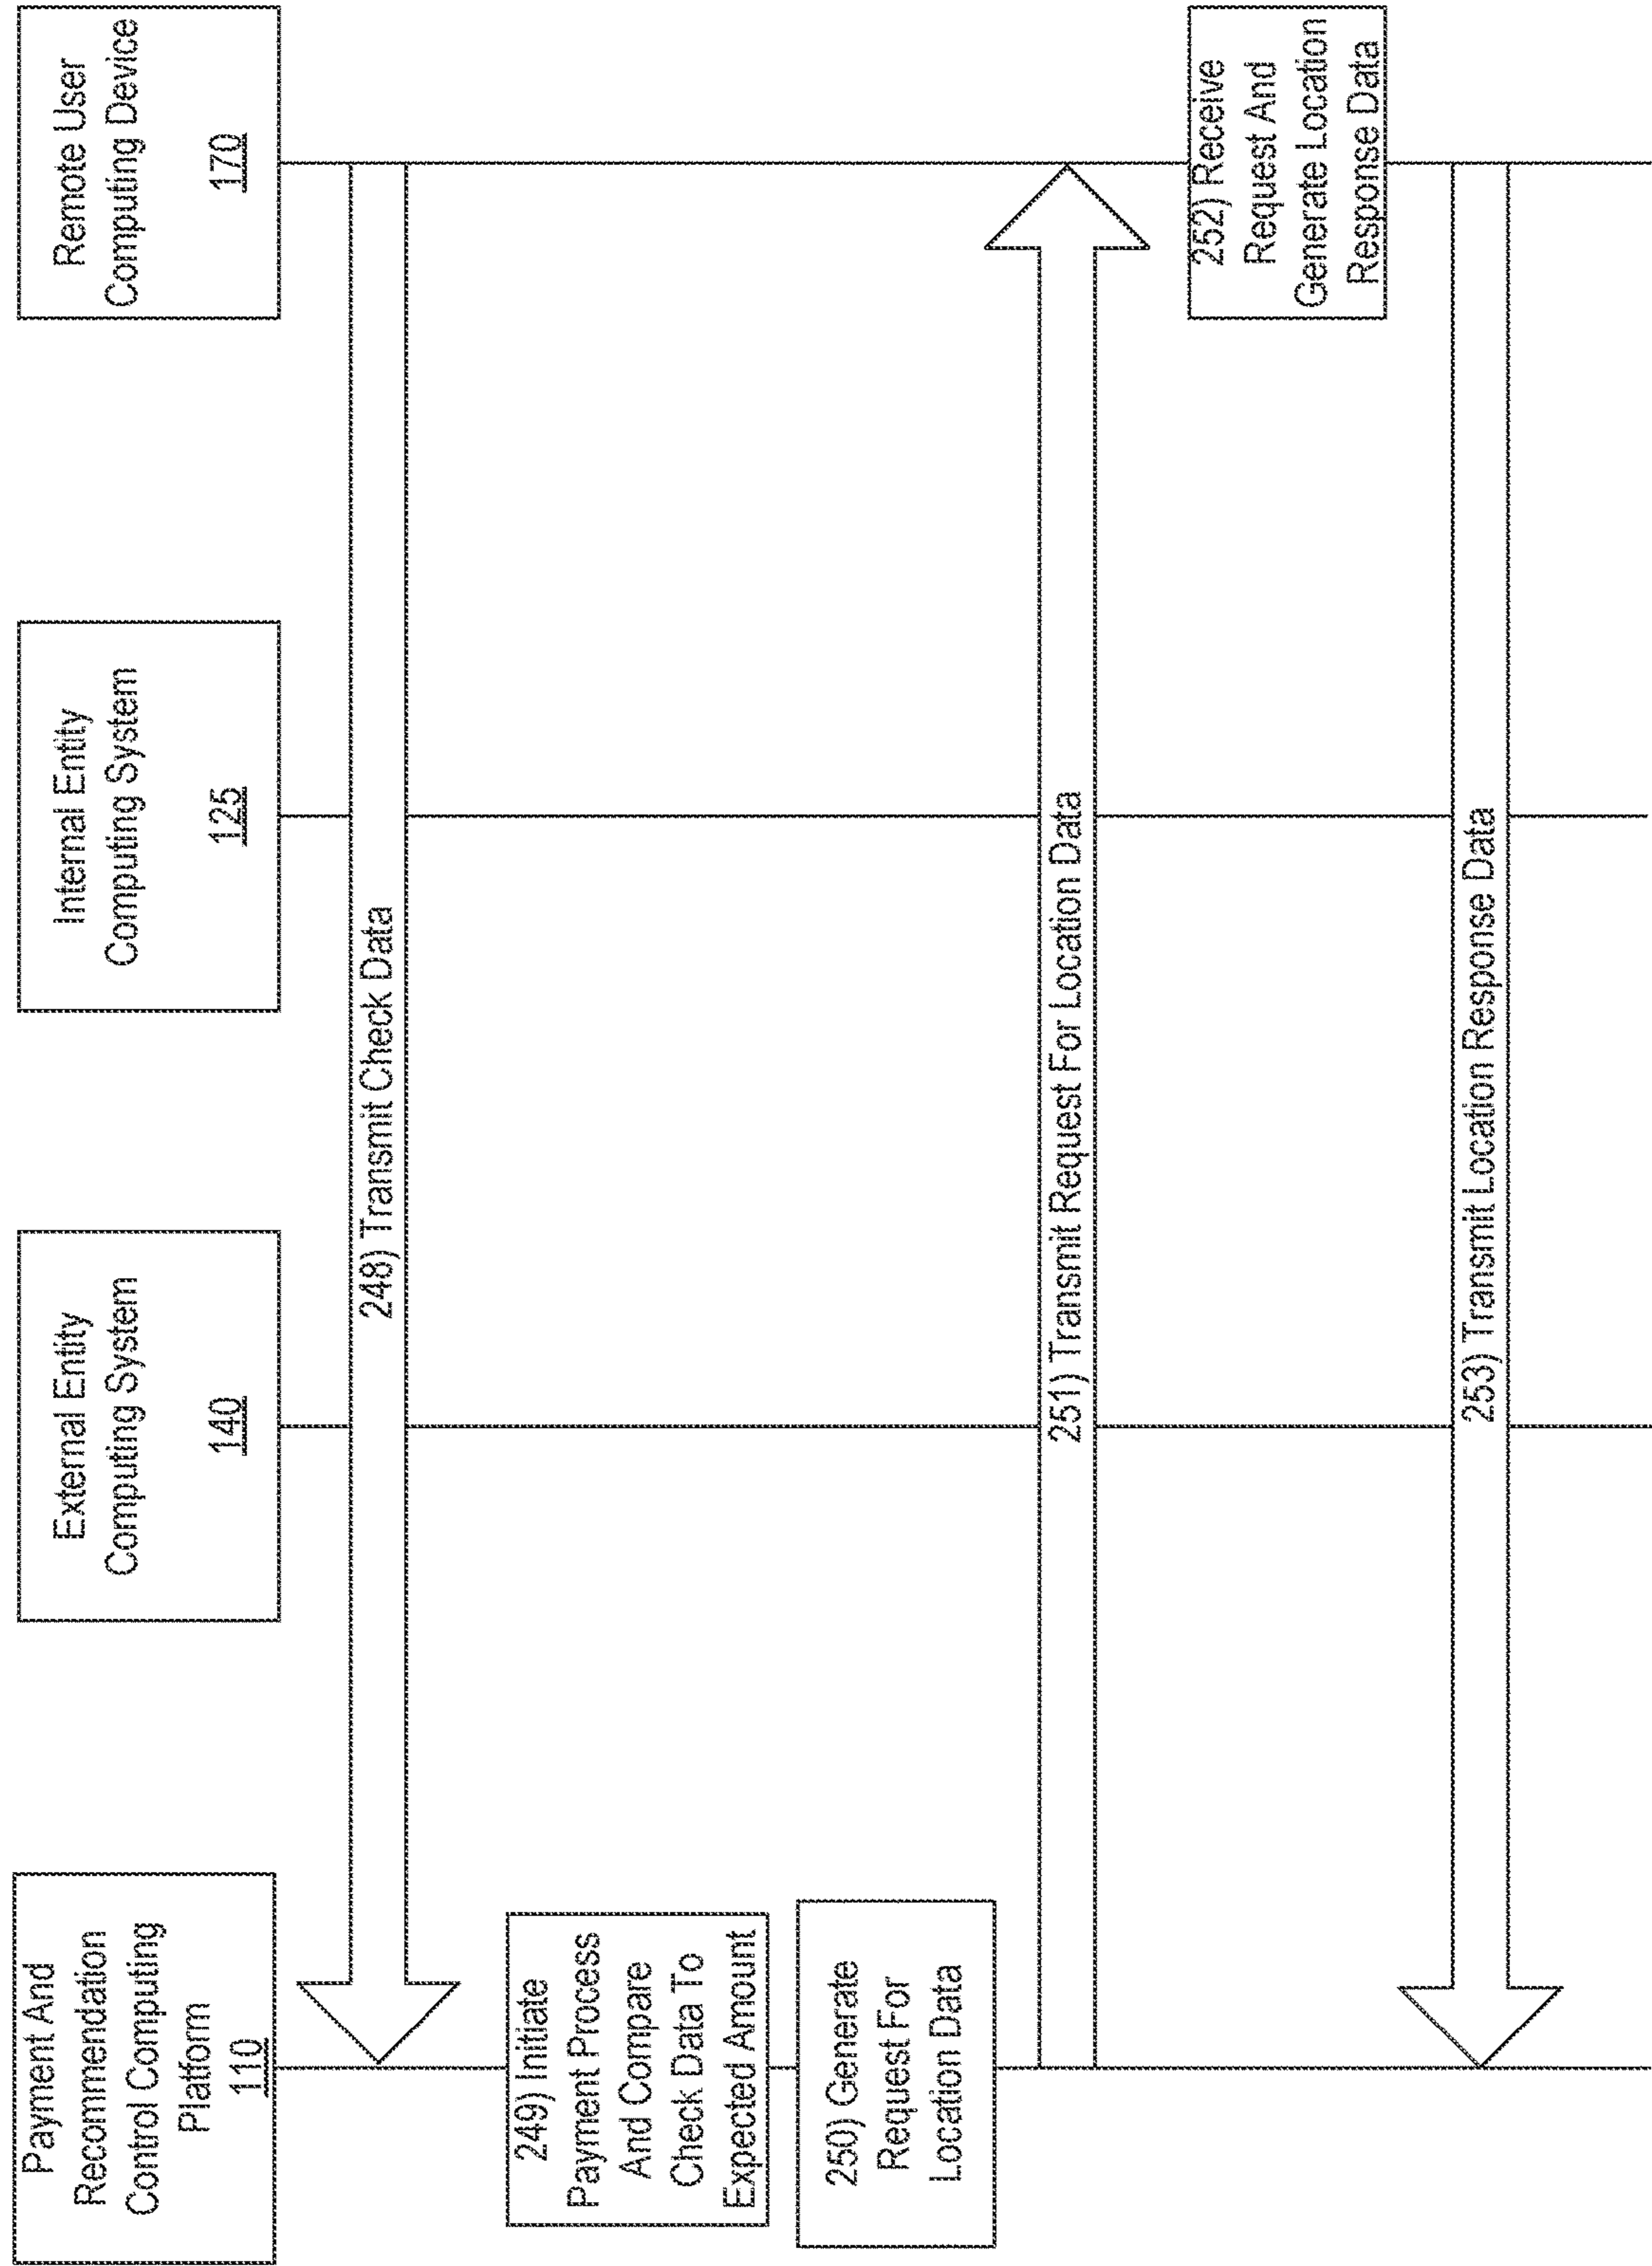 Payment And
Recommendation
Control Computing
Platform
110
External Entity
Computing System
140
Internal Entity
Computing System
125
Remote User
Computing Device
170
248) Transmit Check Data
249) Initiate
Payment Process
And Compare
Check Data To
Expected Amount
250) Generate
Request For
Location Data
251) Transmit Request For Location Data
252) Receive
Request And
Generate Location
Response Data
253) Transmit Location Response Data